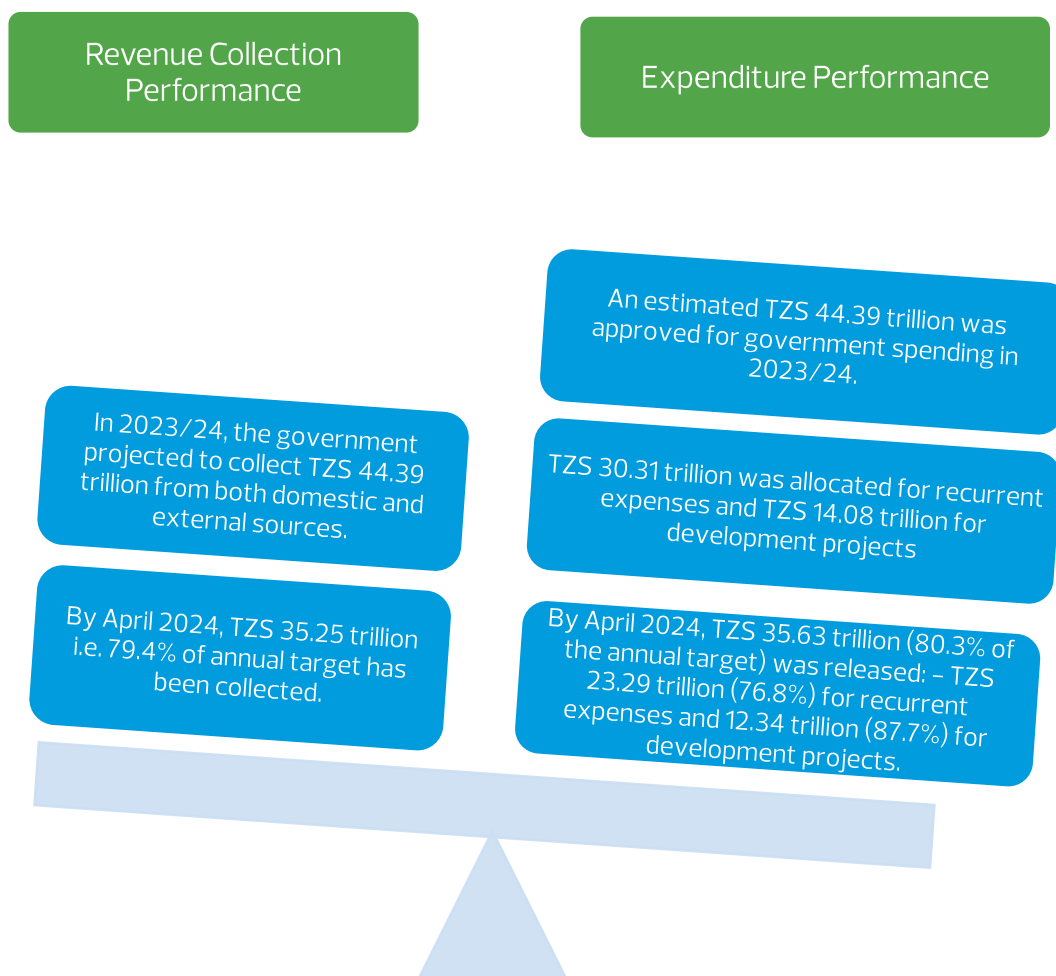 Revenue Collection
Performance
Expenditure Performance
In 2023/24, the government
projected to collect TZS 44.39
trillion from both domestic and
external sources.
By April 2024, TZS 35.25 trillion
i.e. 79.4% of annual target has
been collected.
An estimated TZS 44.39 trillion was
approved for government spending in
2023/24.
TZS 30.31 trillion was allocated for recurrent
expenses and TZS 14.08 trillion for
development projects
By April 2024, TZS 35.63 trillion (80.3% of
the annual target) was released: – TZS
23.29 trillion (76.8%) for recurrent
expenses and 12.34 trillion (87.7%) for
development projects.